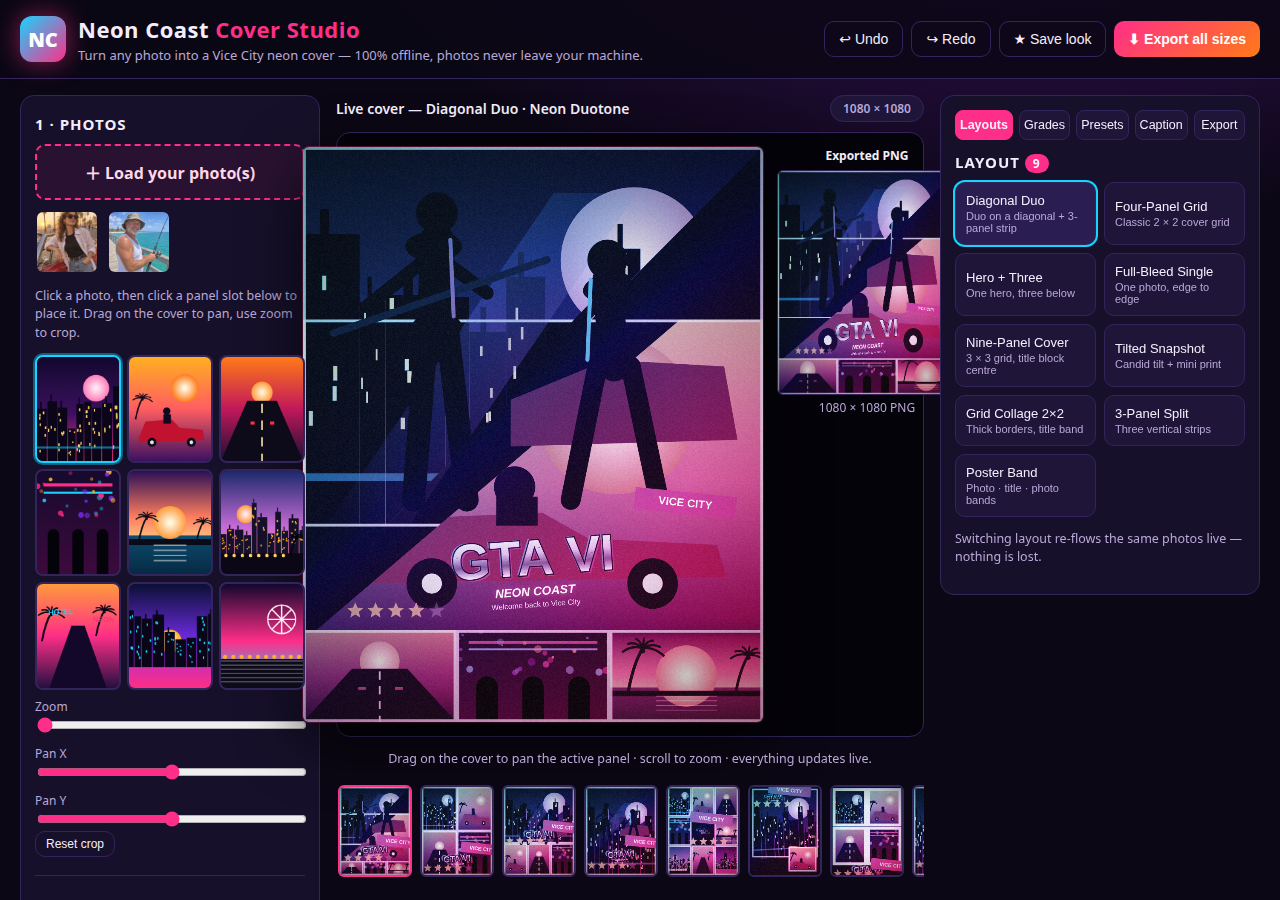 NC
Neon Coast Cover Studio
Turn any photo into a Vice City neon cover — 100% offline, photos never leave your machine.
↩ Undo
↪ Redo
★ Save look
⬇ Export all sizes
1 · PHOTOS
＋ Load your photo(s)
Click a photo, then click a panel slot below to
place it. Drag on the cover to pan, use zoom
to crop.
Zoom
Pan X
Pan Y
Reset crop
Live cover — Diagonal Duo · Neon Duotone
1080 × 1080
VICE CITY
GTA VI
NEON COAST
Welcome back to Vice City
★★★★★
Exported PNG
VICE CITY
GTA VI
NEON COAST
1080 × 1080 PNG
Drag on the cover to pan the active panel · scroll to zoom · everything updates live.
Layouts
Grades
Presets
Caption
Export
LAYOUT 9
Diagonal Duo
Duo on a diagonal + 3-
panel strip
Four-Panel Grid
Classic 2 × 2 cover grid
Hero + Three
One hero, three below
Full-Bleed Single
One photo, edge to
edge
Nine-Panel Cover
3 × 3 grid, title block
centre
Tilted Snapshot
Candid tilt + mini print
Grid Collage 2×2
Thick borders, title band
3-Panel Split
Three vertical strips
Poster Band
Photo · title · photo
bands
Switching layout re-flows the same photos live —
nothing is lost.